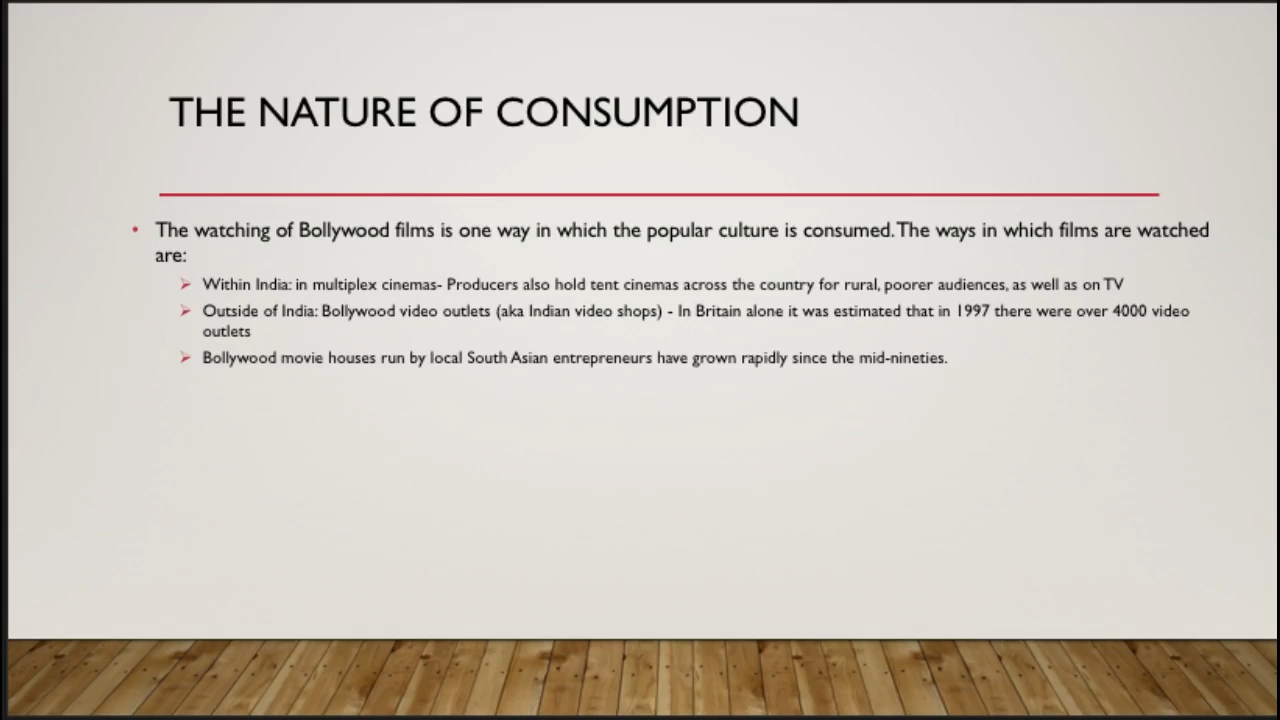 THE NATURE OF CONSUMPTION
• The watching of Bollywood films is one way in which the popular culture is consumed. The ways in which films are watched
are:
➢ Within India: in multiplex cinemas- Producers also hold tent cinemas across the country for rural, poorer audiences, as well as on TV
➢ Outside of India: Bollywood video outlets (aka Indian video shops) - In Britain alone it was estimated that in 1997 there were over 4000 video
outlets
➢ Bollywood movie houses run by local South Asian entrepreneurs have grown rapidly since the mid-nineties.